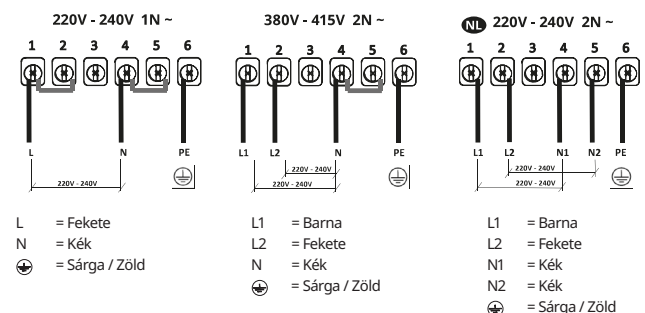 220V - 240V 1N ~
1 2 3 4 5 6
L N PE
220V - 240V
L = Fekete
N = Kék
= Sárga / Zöld
380V - 415V 2N ~
1 2 3 4 5 6
L1 L2 N PE
220V - 240V
220V - 240V
L1 = Barna
L2 = Fekete
N = Kék
= Sárga / Zöld
NL 220V - 240V 2N ~
1 2 3 4 5 6
L1 L2 N1 N2 PE
220V - 240V
220V - 240V
L1 = Barna
L2 = Fekete
N1 = Kék
N2 = Kék
= Sárga / Zöld